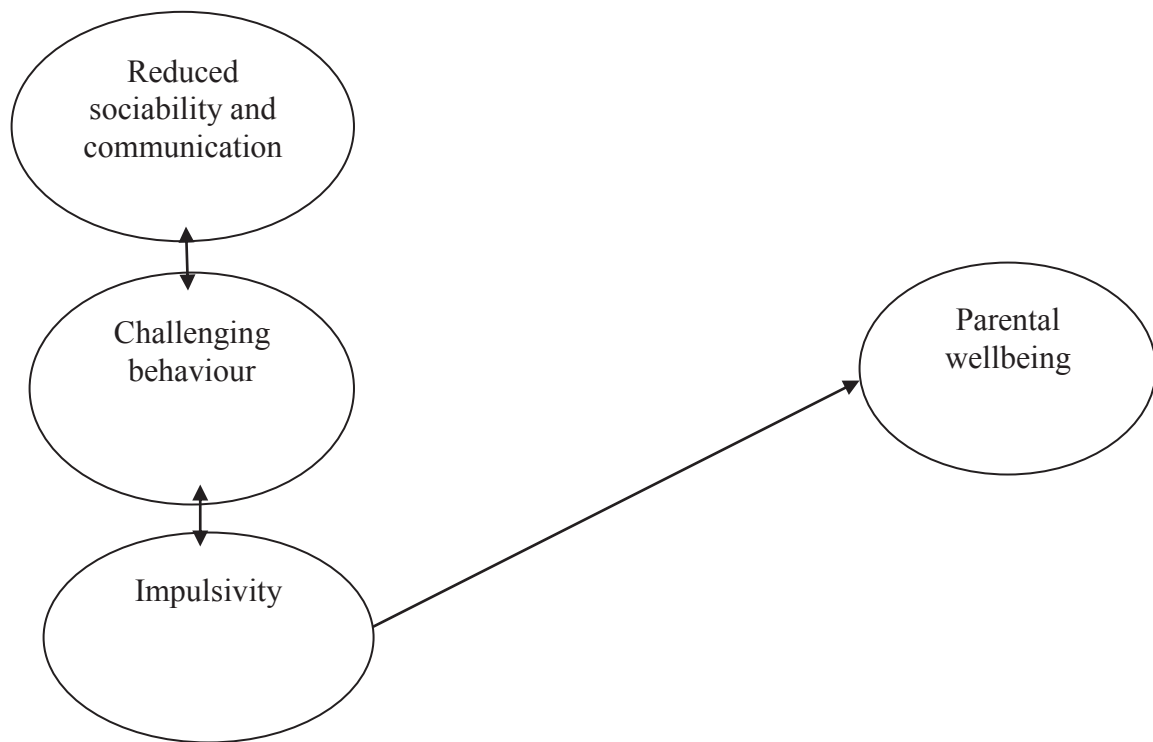 Reduced
sociability and
communication
Challenging
behaviour
Parental
wellbeing
Impulsivity